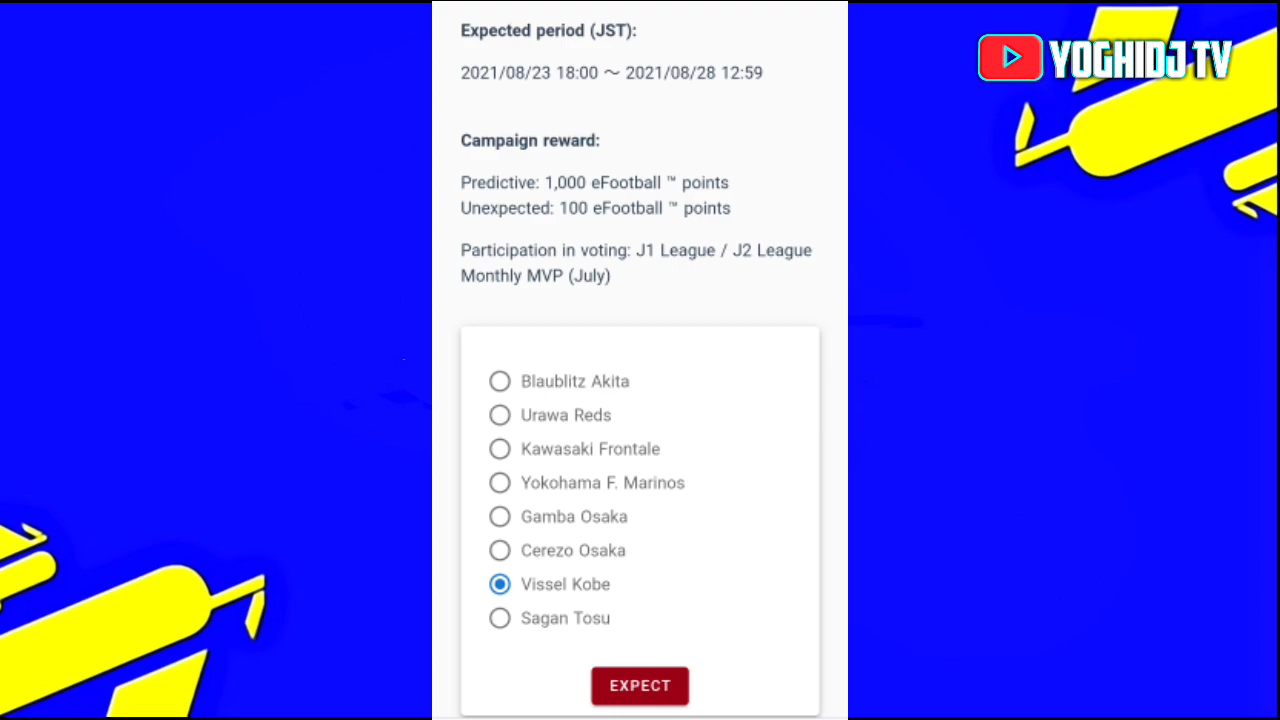 Expected period (JST):
2021/08/23 18:00 ～ 2021/08/28 12:59
Campaign reward:
Predictive: 1,000 eFootball ™ points
Unexpected: 100 eFootball ™ points
Participation in voting: J1 League / J2 League
Monthly MVP (July)
Blaublitz Akita
Urawa Reds
Kawasaki Frontale
Yokohama F. Marinos
Gamba Osaka
Cerezo Osaka
Vissel Kobe
Sagan Tosu
EXPECT
YOGHIDJ TV